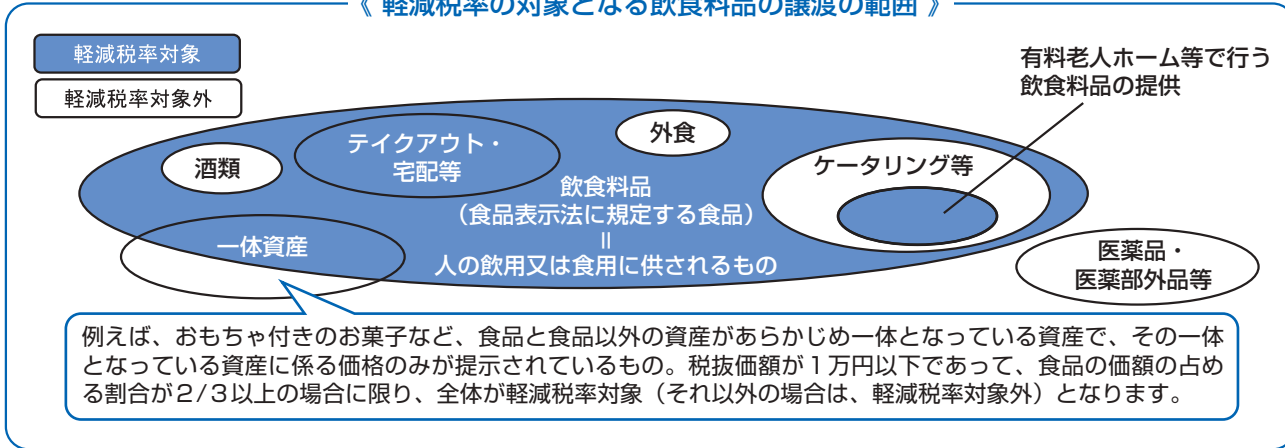 《 軽減税率の対象となる飲食料品の譲渡の範囲 》
軽減税率対象
軽減税率対象外
有料老人ホーム等で行う
飲食料品の提供
酒類
テイクアウト・
宅配等
外食
ケータリング等
飲食料品
（食品表示法に規定する食品）
＝
人の飲用又は食用に供されるもの
一体資産
医薬品・
医薬部外品等
例えば、おもちゃ付きのお菓子など、食品と食品以外の資産があらかじめ一体となっている資産で、その一体
となっている資産に係る価格のみが提示されているもの。税抜価額が１万円以下であって、食品の価額の占め
る割合が２/３以上の場合に限り、全体が軽減税率対象（それ以外の場合は、軽減税率対象外）となります。